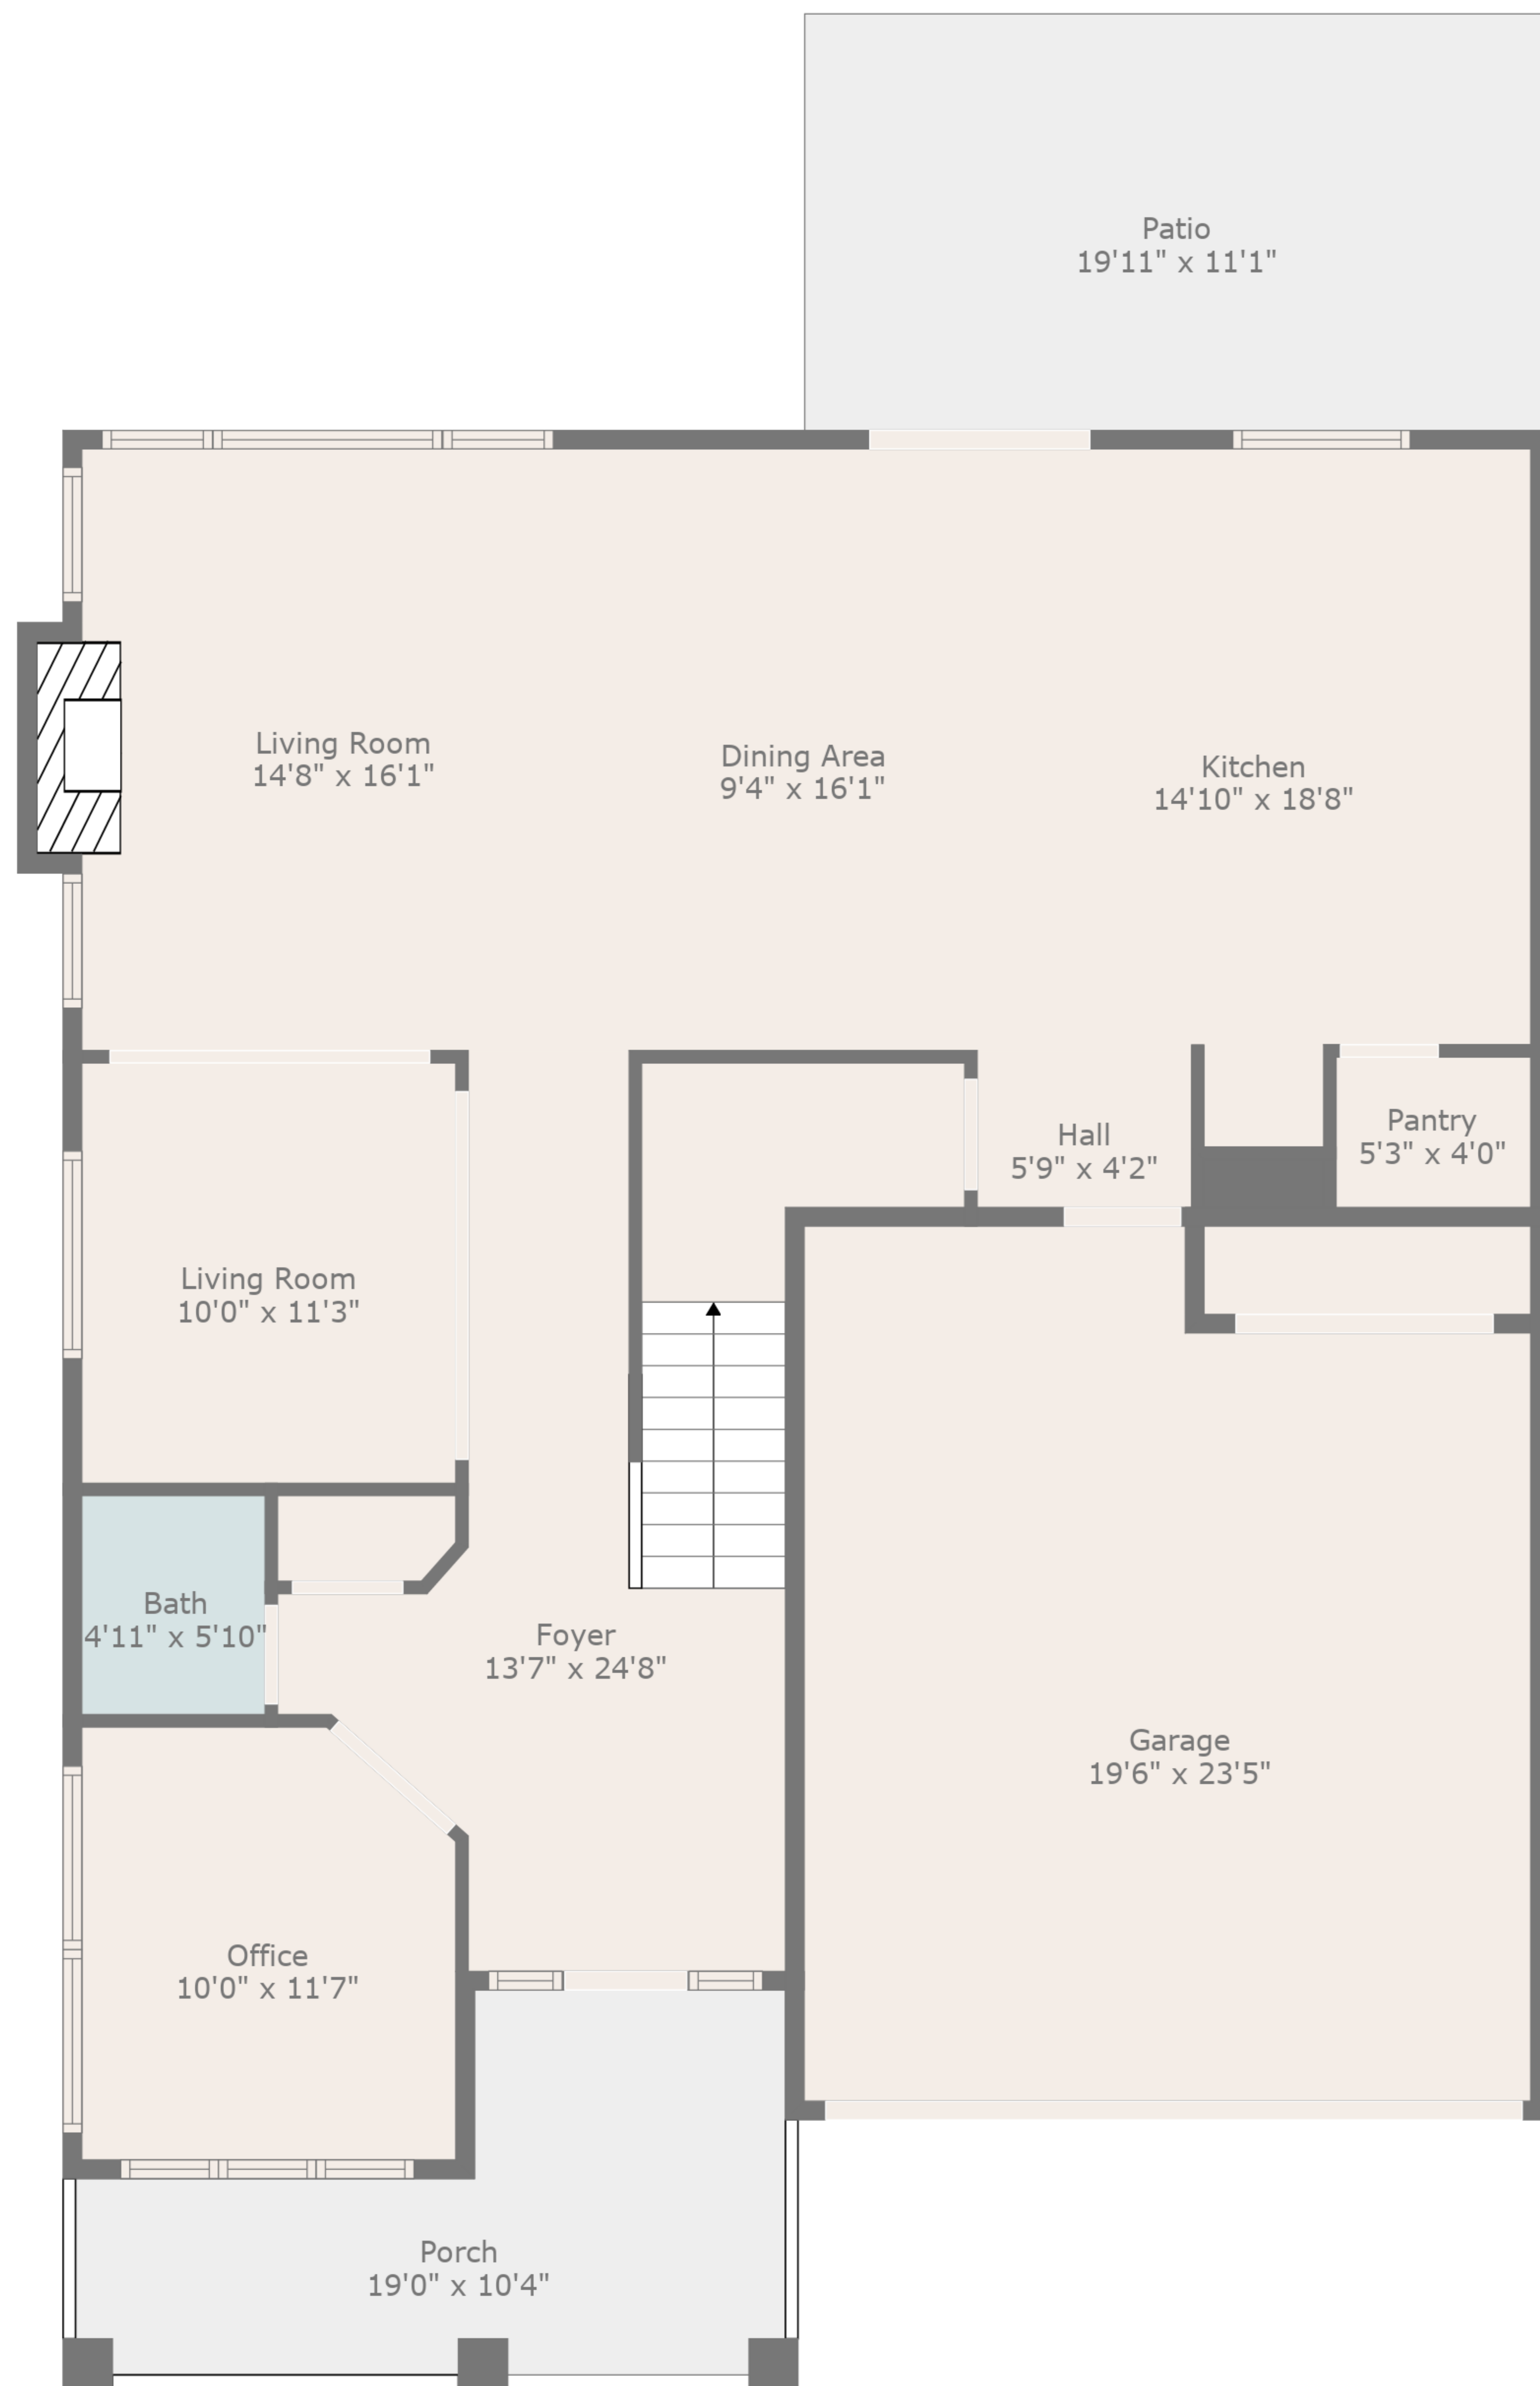 Patio
19'11" x 11'1"
Living Room
14'8" x 16'1"
Dining Area
9'4" x 16'1"
Kitchen
14'10" x 18'8"
Hall
5'9" x 4'2"
Pantry
5'3" x 4'0"
Living Room
10'0" x 11'3"
Bath
4'11" x 5'10"
Foyer
13'7" x 24'8"
Garage
19'6" x 23'5"
Office
10'0" x 11'7"
Porch
19'0" x 10'4"